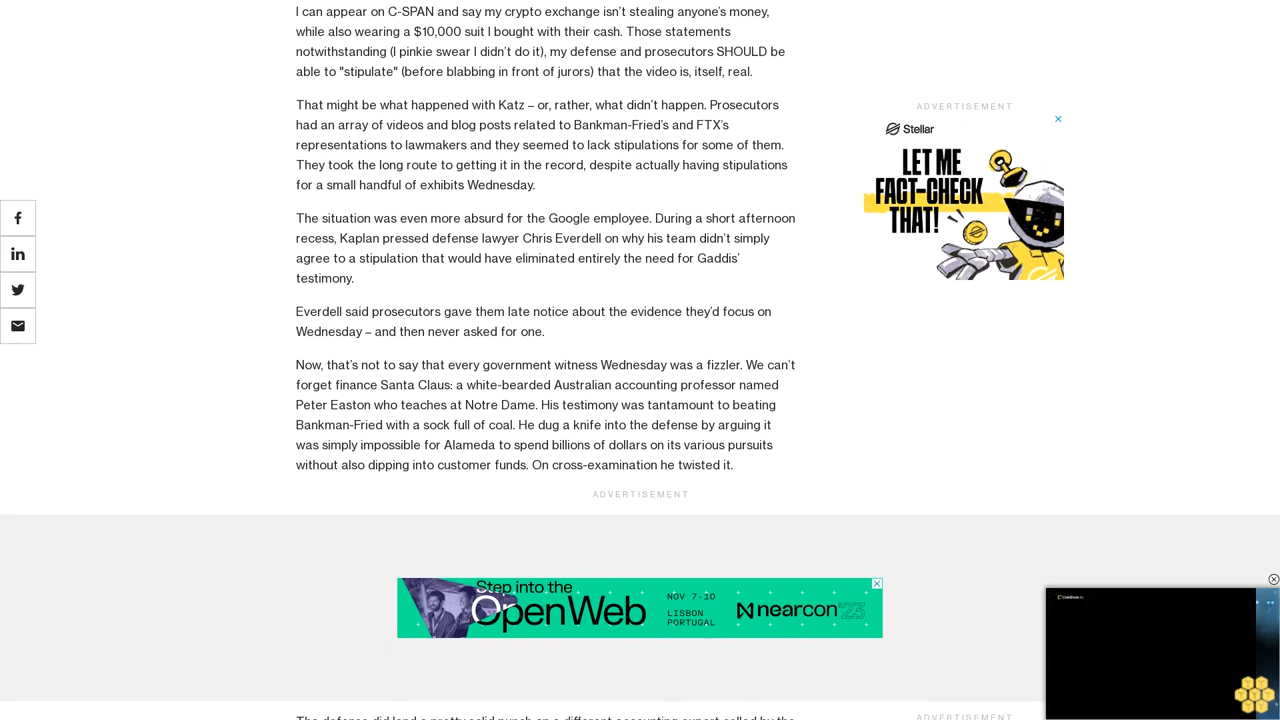 I can appear on C-SPAN and say my crypto exchange isn’t stealing anyone’s money,
while also wearing a $10,000 suit I bought with their cash. Those statements
notwithstanding (I pinkie swear I didn’t do it), my defense and prosecutors SHOULD be
able to "stipulate" (before blabbing in front of jurors) that the video is, itself, real.
That might be what happened with Katz – or, rather, what didn’t happen. Prosecutors
had an array of videos and blog posts related to Bankman-Fried’s and FTX’s
representations to lawmakers and they seemed to lack stipulations for some of them.
They took the long route to getting it in the record, despite actually having stipulations
for a small handful of exhibits Wednesday.
The situation was even more absurd for the Google employee. During a short afternoon
recess, Kaplan pressed defense lawyer Chris Everdell on why his team didn’t simply
agree to a stipulation that would have eliminated entirely the need for Gaddis’
testimony.
Everdell said prosecutors gave them late notice about the evidence they’d focus on
Wednesday – and then never asked for one.
Now, that’s not to say that every government witness Wednesday was a fizzler. We can’t
forget finance Santa Claus: a white-bearded Australian accounting professor named
Peter Easton who teaches at Notre Dame. His testimony was tantamount to beating
Bankman-Fried with a sock full of coal. He dug a knife into the defense by arguing it
was simply impossible for Alameda to spend billions of dollars on its various pursuits
without also dipping into customer funds. On cross-examination he twisted it.
ADVERTISEMENT
Stellar
LET ME
FACT-CHECK
THAT!
ADVERTISEMENT
Step into the
OpenWeb
NOV 7-10
LISBON
PORTUGAL
nearcon'23
The defense did land a pretty solid punch on a different accounting expert called by the
ADVERTISEMENT